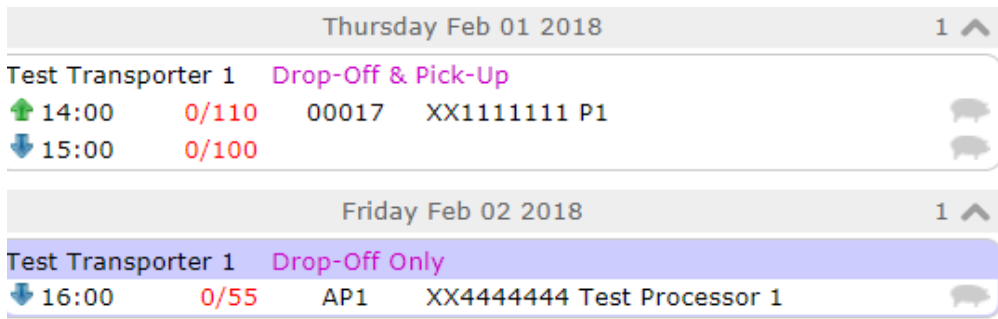 Thursday Feb 01 2018 1
Test Transporter 1 Drop-Off & Pick-Up
14:00 0/110 00017 XX1111111 P1
15:00 0/100
Friday Feb 02 2018 1
Test Transporter 1 Drop-Off Only
16:00 0/55 AP1 XX4444444 Test Processor 1